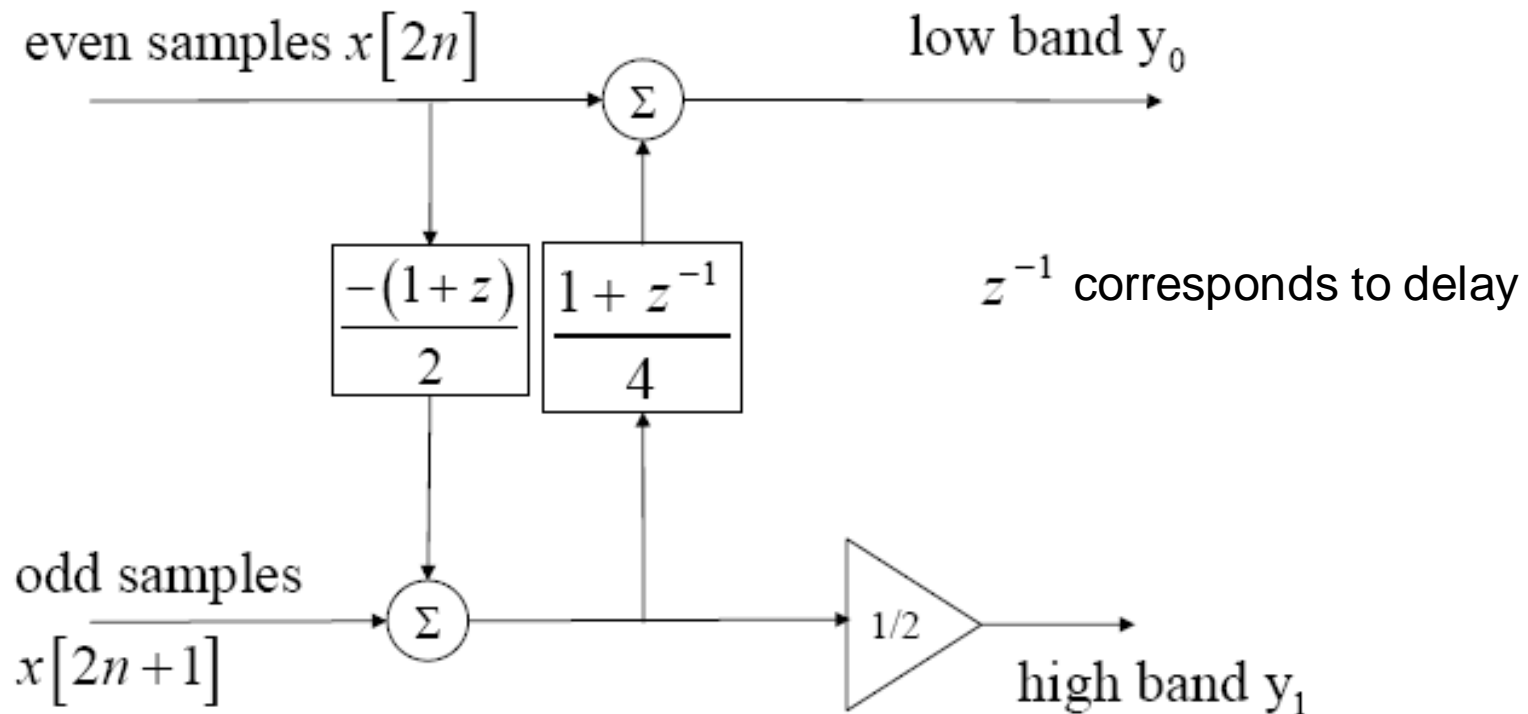 even samples x[2n]
low band y₀
Σ
−(1+z)
2
1 + z⁻¹
4
z⁻¹ corresponds to delay
odd samples
x[2n+1]
Σ
1/2
high band y₁